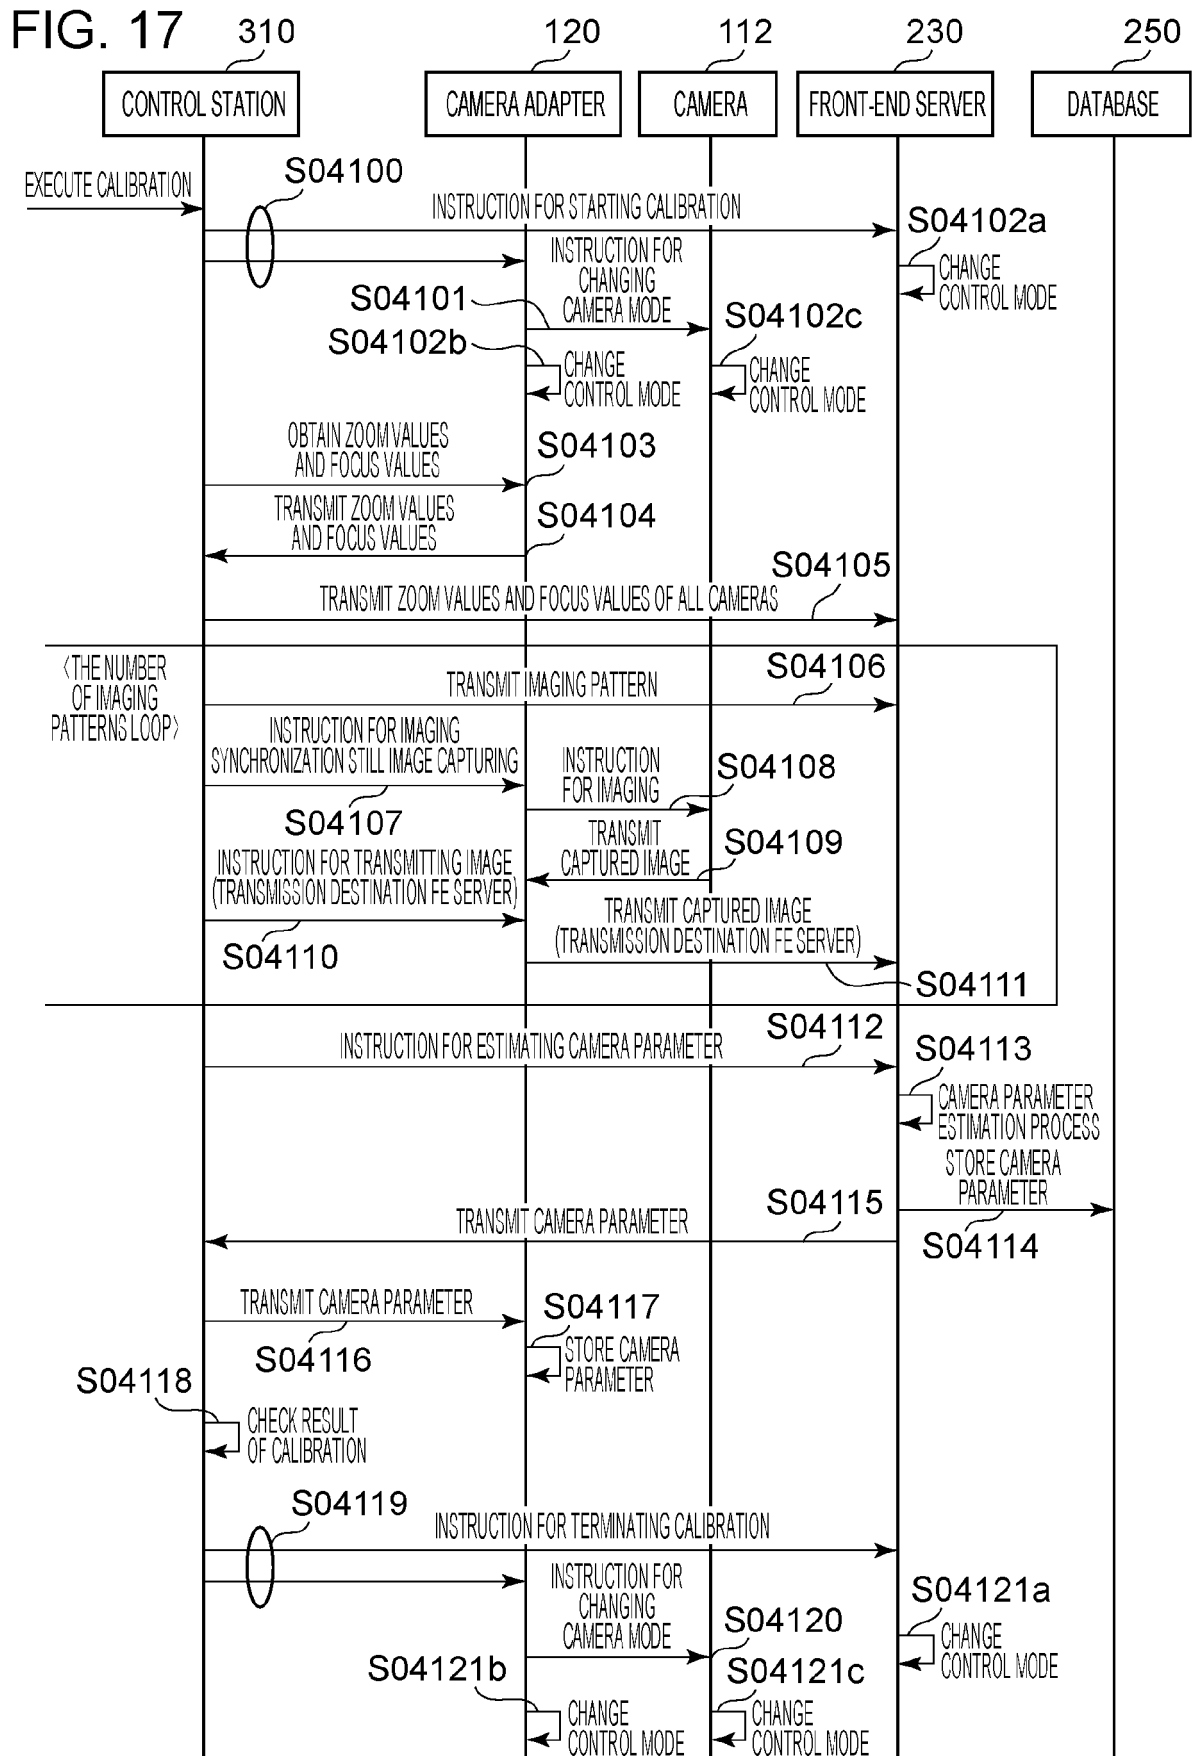 FIG. 17
310
120
112
230
250
CONTROL STATION
CAMERA ADAPTER
CAMERA
FRONT-END SERVER
DATABASE
EXECUTE CALIBRATION
S04100
INSTRUCTION FOR STARTING CALIBRATION
S04102a
CHANGE
CONTROL MODE
INSTRUCTION FOR
CHANGING
CAMERA MODE
S04101
S04102b
S04102c
CHANGE
CONTROL MODE
CHANGE
CONTROL MODE
OBTAIN ZOOM VALUES
AND FOCUS VALUES
S04103
TRANSMIT ZOOM VALUES
AND FOCUS VALUES
S04104
S04105
TRANSMIT ZOOM VALUES AND FOCUS VALUES OF ALL CAMERAS
<THE NUMBER
OF IMAGING
PATTERNS LOOP>
TRANSMIT IMAGING PATTERN
S04106
INSTRUCTION FOR IMAGING
SYNCHRONIZATION STILL IMAGE CAPTURING
S04107
INSTRUCTION
FOR IMAGING
S04108
TRANSMIT
CAPTURED IMAGE
S04109
INSTRUCTION FOR TRANSMITTING IMAGE
(TRANSMISSION DESTINATION FE SERVER)
S04110
TRANSMIT CAPTURED IMAGE
(TRANSMISSION DESTINATION FE SERVER)
S04111
S04112
INSTRUCTION FOR ESTIMATING CAMERA PARAMETER
S04113
CAMERA PARAMETER
ESTIMATION PROCESS
STORE CAMERA
PARAMETER
S04114
S04115
TRANSMIT CAMERA PARAMETER
TRANSMIT CAMERA PARAMETER
S04116
S04117
STORE CAMERA
PARAMETER
S04118
CHECK RESULT
OF CALIBRATION
S04119
INSTRUCTION FOR TERMINATING CALIBRATION
INSTRUCTION FOR
CHANGING
CAMERA MODE
S04120
S04121a
CHANGE
CONTROL MODE
S04121b
CHANGE
CONTROL MODE
S04121c
CHANGE
CONTROL MODE